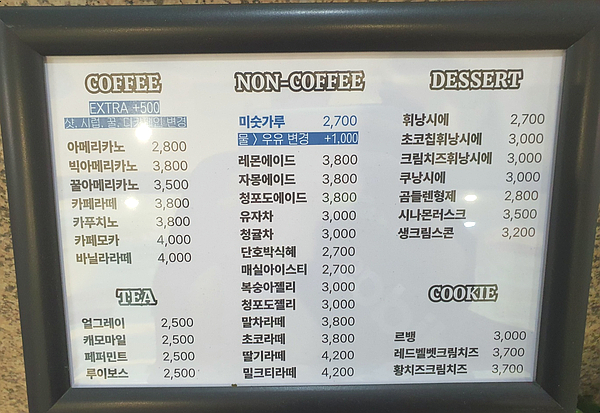 COFFEE
EXTRA +500
샷, 시럽, 꿀, 디카페인 변경
아메리카노 2,800
빅아메리카노 3,800
꿀아메리카노 3,500
카페라떼 3,800
카푸치노 3,800
카페모카 4,000
바닐라라떼 4,000
TEA
얼그레이 2,500
캐모마일 2,500
페퍼민트 2,500
루이보스 2,500
NON-COFFEE
미숫가루 2,700
물 > 우유 변경 +1,000
레몬에이드 3,800
자몽에이드 3,800
청포도에이드 3,800
유자차 3,000
청귤차 3,000
단호박식혜 2,700
매실아이스티 2,700
복숭아젤리 3,000
청포도젤리 3,000
말차라떼 3,800
초코라떼 3,800
딸기라떼 4,200
밀크티라떼 4,200
DESSERT
휘낭시에 2,700
초코칩휘낭시에 3,000
크림치즈휘낭시에 3,000
쿠낭시에 3,000
곰들렌형제 2,800
시나몬러스크 3,500
생크림스콘 3,200
COOKIE
르뱅 3,000
레드벨벳크림치즈 3,700
황치즈크림치즈 3,700